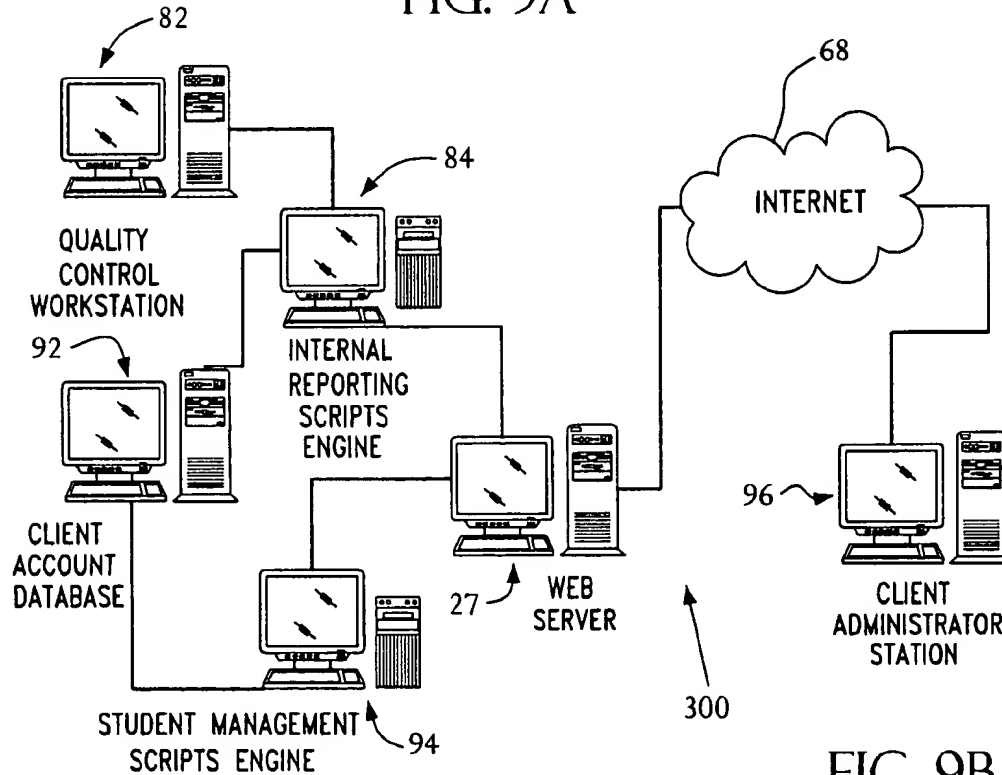 FIG. 9A
82
68
84
INTERNET
QUALITY
CONTROL
WORKSTATION
92
INTERNAL
REPORTING
SCRIPTS
ENGINE
96
CLIENT
ACCOUNT
DATABASE
27
WEB
SERVER
CLIENT
ADMINISTRATOR
STATION
300
STUDENT MANAGEMENT
SCRIPTS ENGINE
94
FIG. 9B